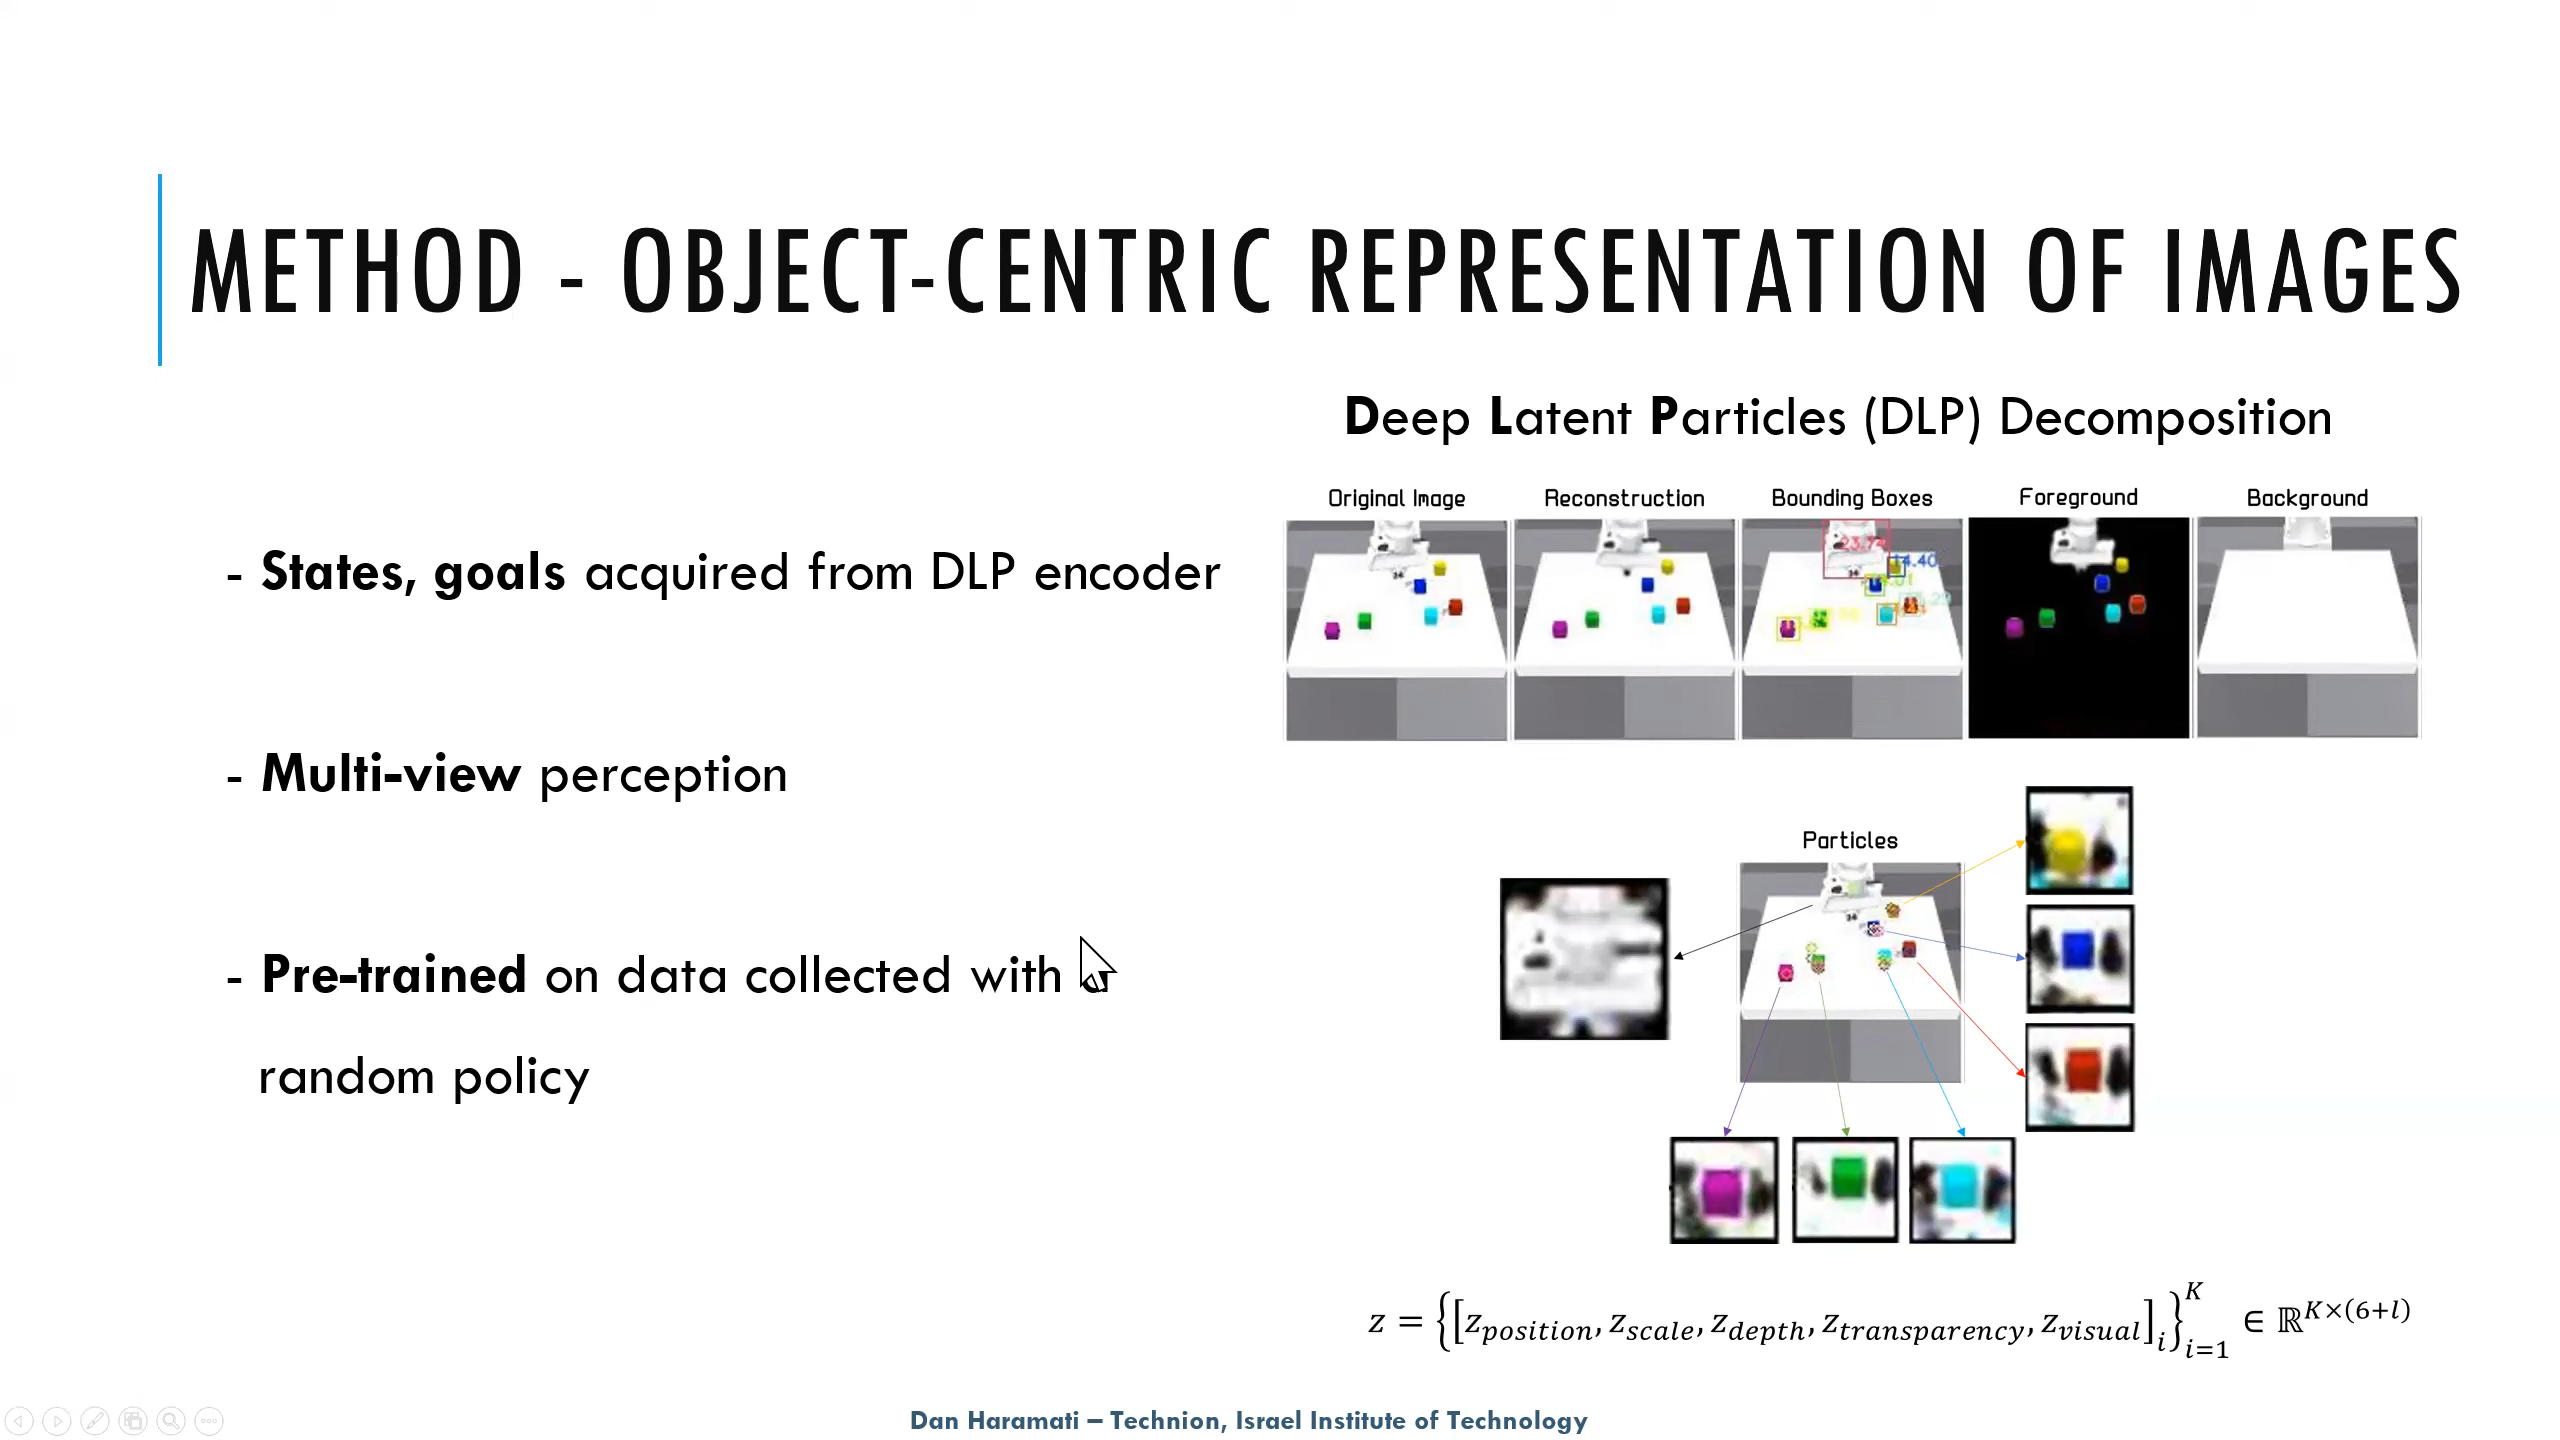 METHOD - OBJECT-CENTRIC REPRESENTATION OF IMAGES
- States, goals acquired from DLP encoder
- Multi-view perception
- Pre-trained on data collected with
random policy
Deep Latent Particles (DLP) Decomposition
Original Image Reconstruction Bounding Boxes Foreground Background
14.40
Particles
z = {[z_position, z_scale, z_depth, z_transparency, z_visual]_i}_{i=1}^K ∈ ℝ^{K×(6+l)}
Dan Haramati – Technion, Israel Institute of Technology